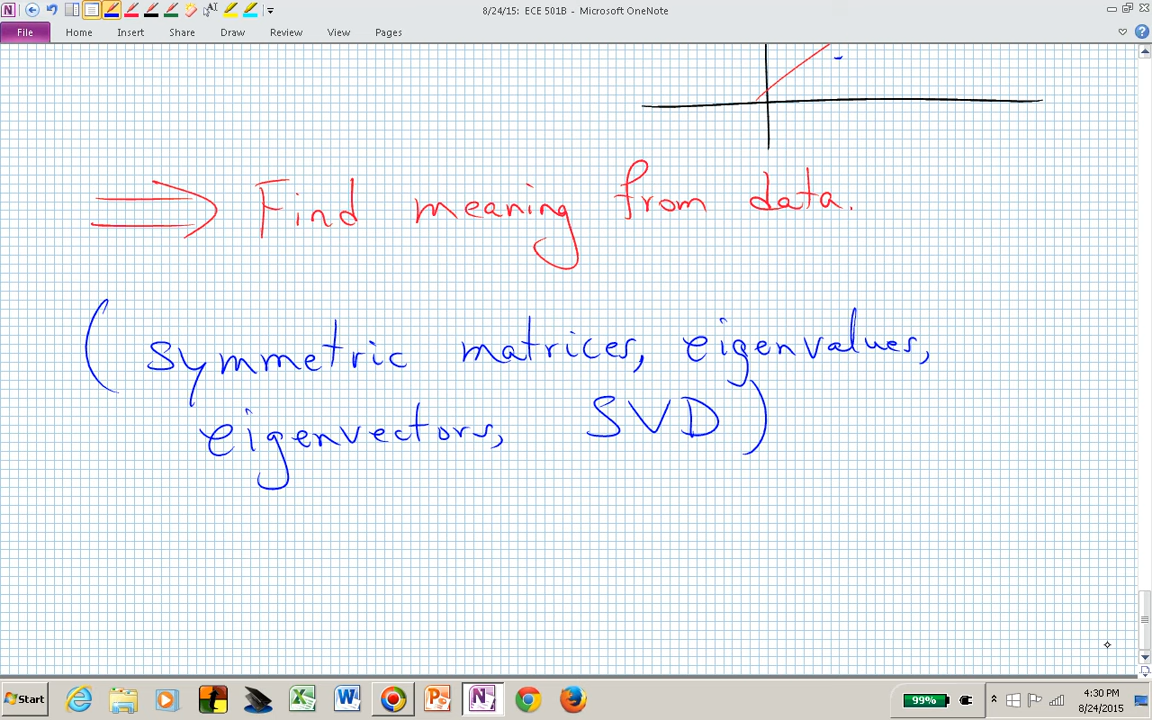 8/24/15: ECE 501B - Microsoft OneNote
File Home Insert Share Draw Review View Pages
⇒ Find meaning from data.
(symmetric matrices, eigenvalues,
eigenvectors, SVD)
Start
99%
4:30 PM
8/24/2015